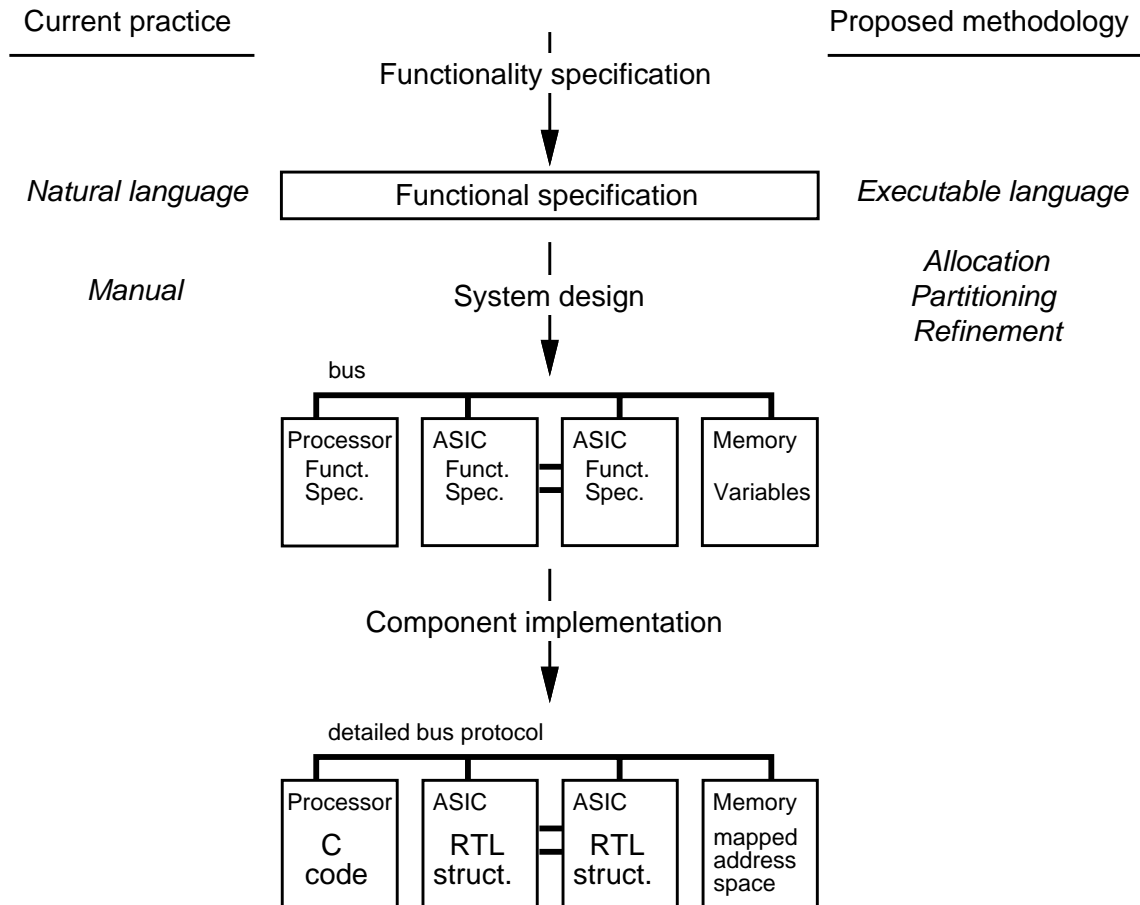 Current practice
Proposed methodology
Functionality specification
Natural language
Functional specification
Executable language
Manual
System design
Allocation
Partitioning
Refinement
bus
Processor
Funct.
Spec.
ASIC
Funct.
Spec.
ASIC
Funct.
Spec.
Memory
Variables
Component implementation
detailed bus protocol
Processor
C
code
ASIC
RTL
struct.
ASIC
RTL
struct.
Memory
mapped
address
space